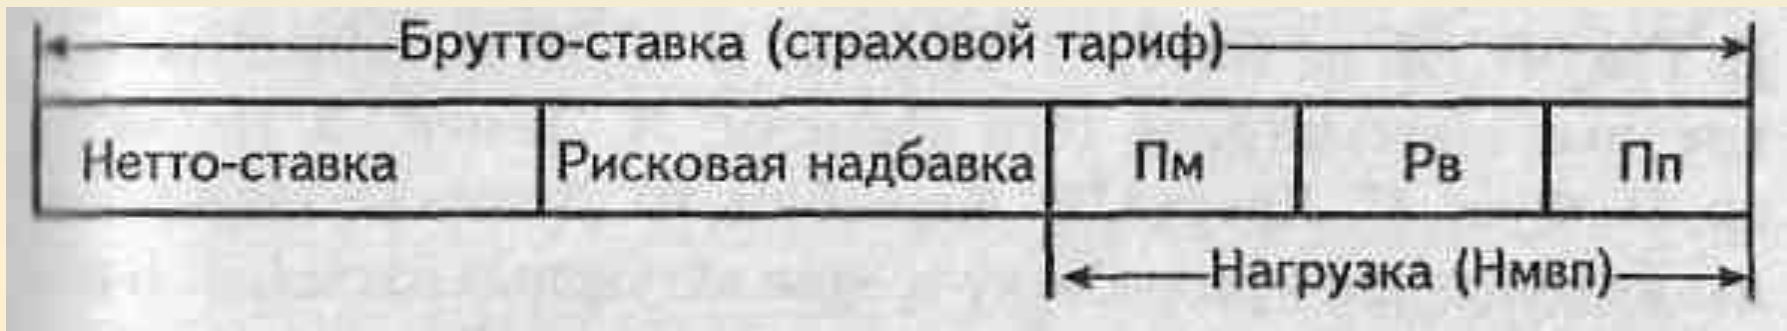 Брутто-ставка (страховой тариф)
Нетто-ставка Рисковая надбавка Пм Рв Пп
Нагрузка (Нмвп)